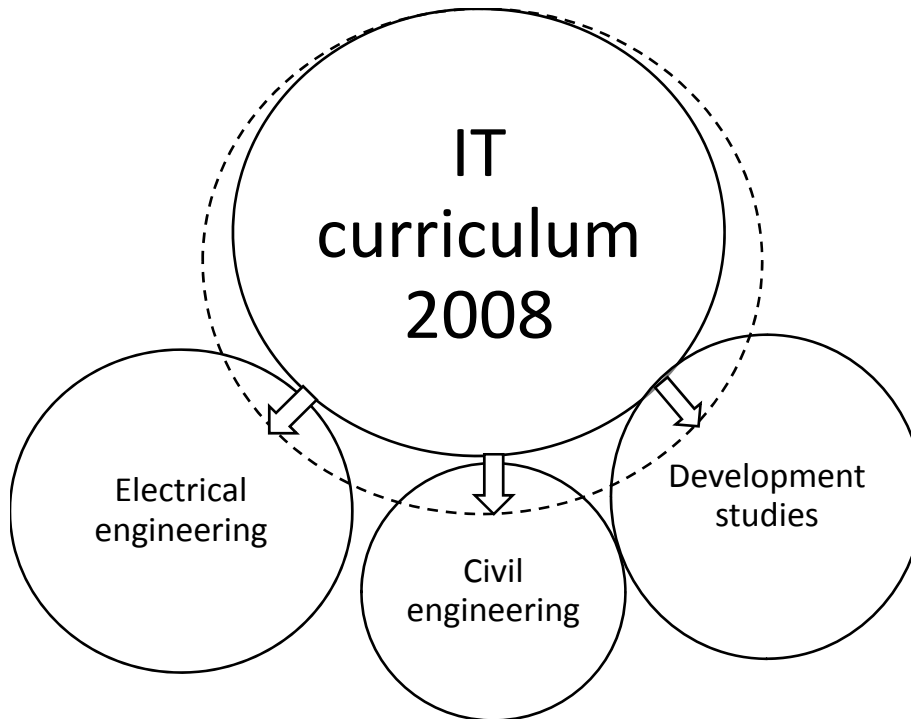 IT
curriculum
2008
Electrical
engineering
Civil
engineering
Development
studies